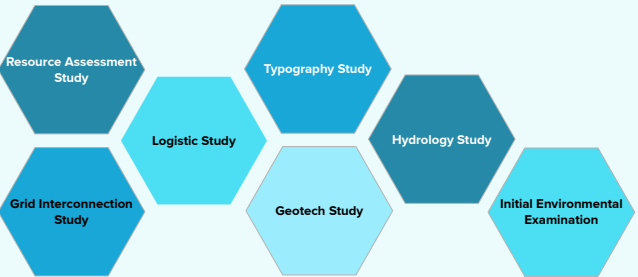 Resource Assessment
Study
Typography Study
Logistic Study
Hydrology Study
Grid Interconnection
Study
Geotech Study
Initial Environmental
Examination